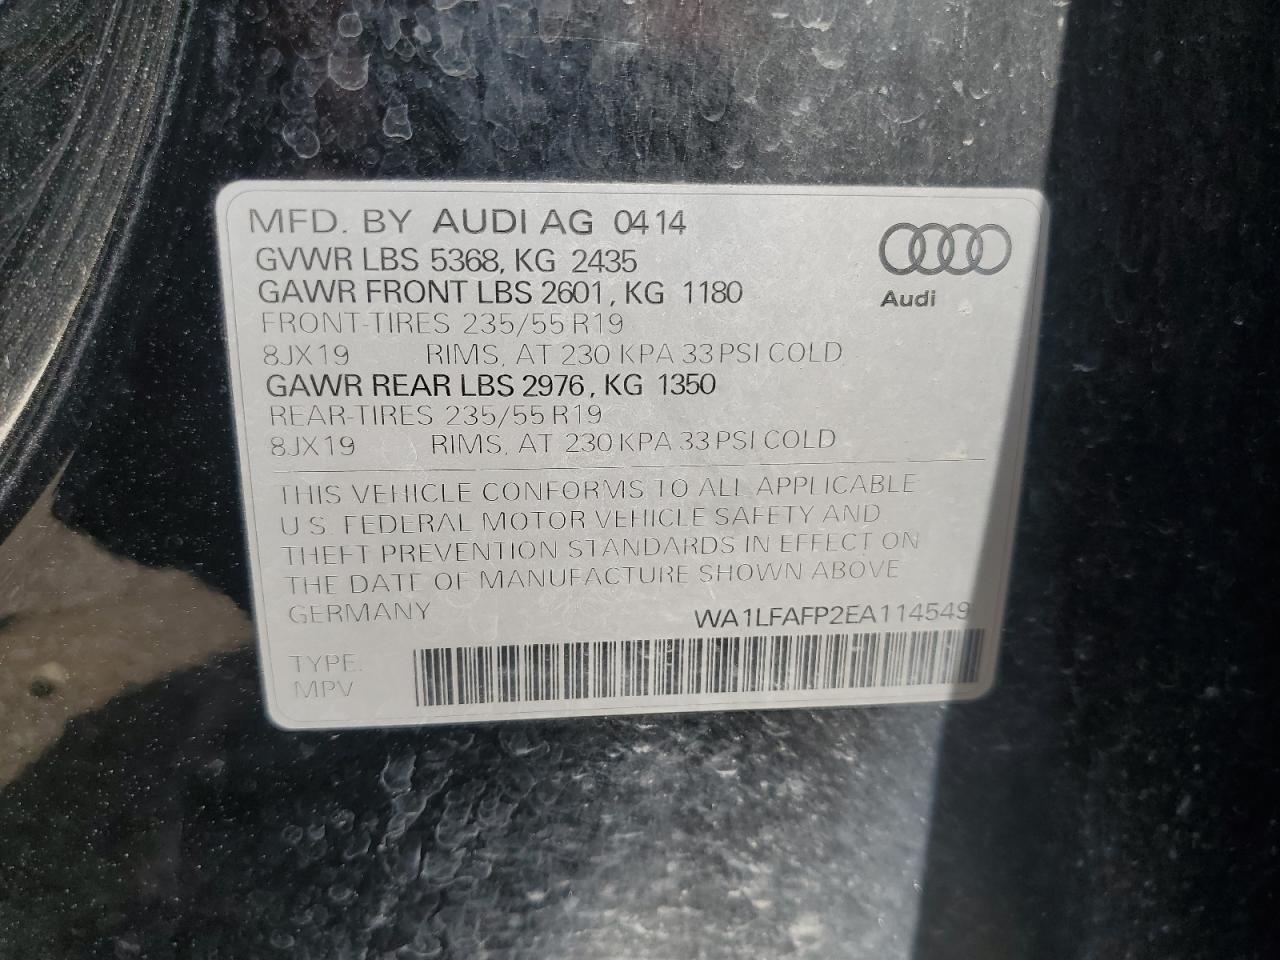 MFD. BY AUDI AG 0414
GVWR LBS 5368, KG 2435
GAWR FRONT LBS 2601, KG 1180
Audi
FRONT-TIRES 235/55 R19
8JX19 RIMS, AT 230 KPA 33 PSI COLD
GAWR REAR LBS 2976, KG 1350
REAR-TIRES 235/55 R19
8JX19 RIMS, AT 230 KPA 33 PSI COLD
THIS VEHICLE CONFORMS TO ALL APPLICABLE
U.S. FEDERAL MOTOR VEHICLE SAFETY AND
THEFT PREVENTION STANDARDS IN EFFECT ON
THE DATE OF MANUFACTURE SHOWN ABOVE
GERMANY WA1LFAFP2EA114549
TYPE:
MPV